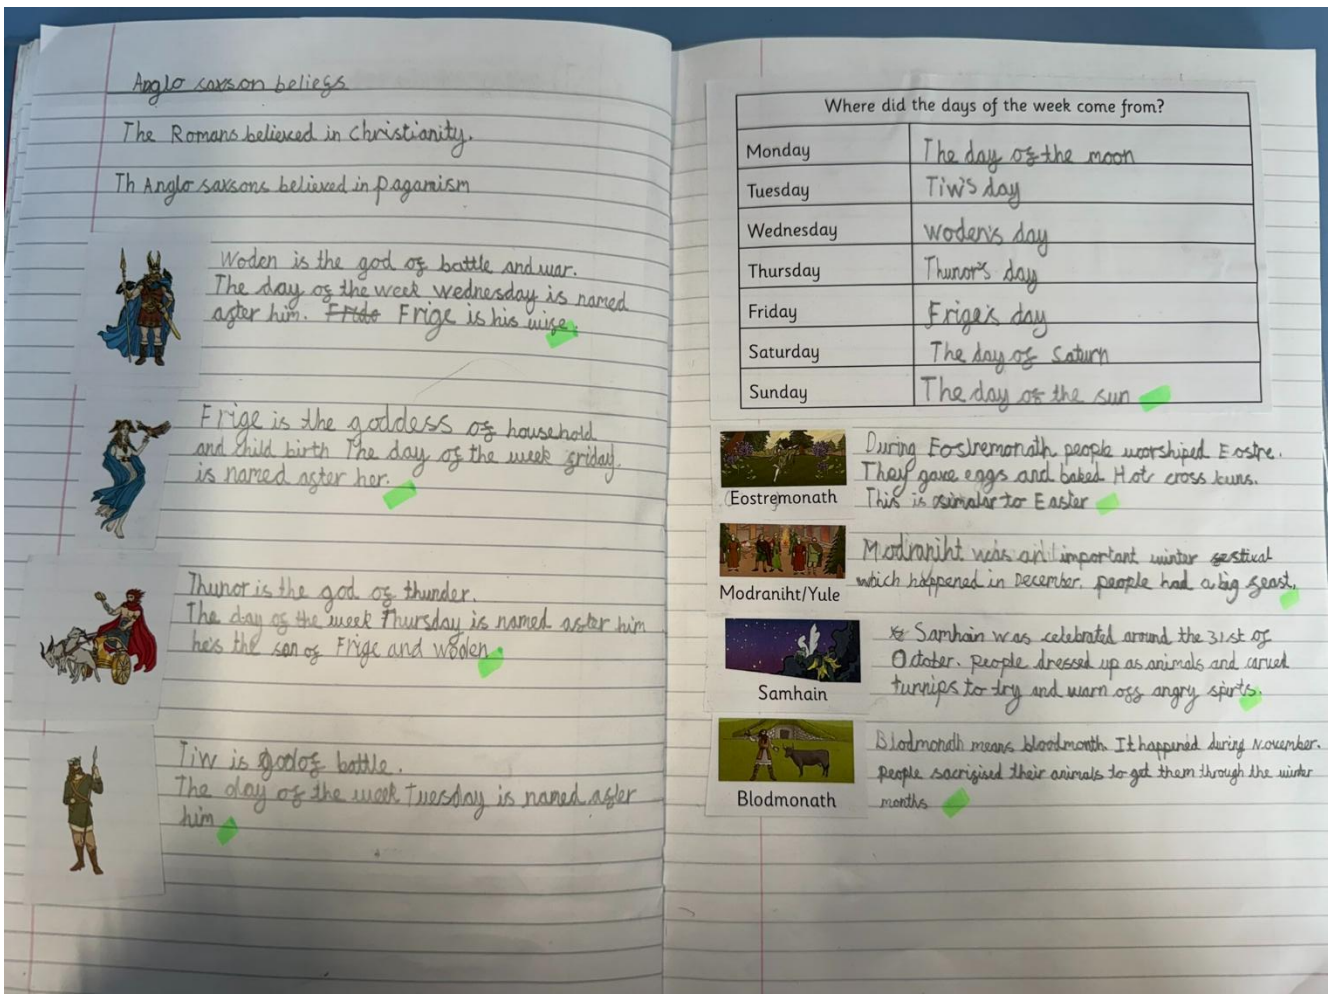 Anglo saxson beliefs
The Romans believed in Christianity.
Th Anglo saxsons believed in paganism
Woden is the god of battle and war.
The day of the week wednesday is named
after him. Frige is his wife.
Frige is the goddess of household
and child birth The day of the week friday.
is named after her.
Thunor is the god of thunder.
The day of the week Thursday is named after him
he's the son of Frige and woden.
Tiw is god of battle.
The day of the week Tuesday is named after
him
Where did the days of the week come from?
Monday The day of the moon
Tuesday Tiw's day
Wednesday woden's day
Thursday Thunor's day
Friday Frige's day
Saturday The day of Saturn
Sunday The day of the sun
Eostremonath
During Eostremonath people worshiped Eostre.
They gave eggs and baked Hot cross buns.
This is simalar to Easter
Modraniht/Yule
Modraniht was an important winter festival
which happened in December. people had a big feast.
Samhain
Samhain was celebrated around the 31st of
October. people dressed up as animals and carved
turnips to try and warn off angry spirts.
Blodmonath
Blodmonath means bloodmonth. It happened during November.
people sacrifised their animals to get them through the winter
months